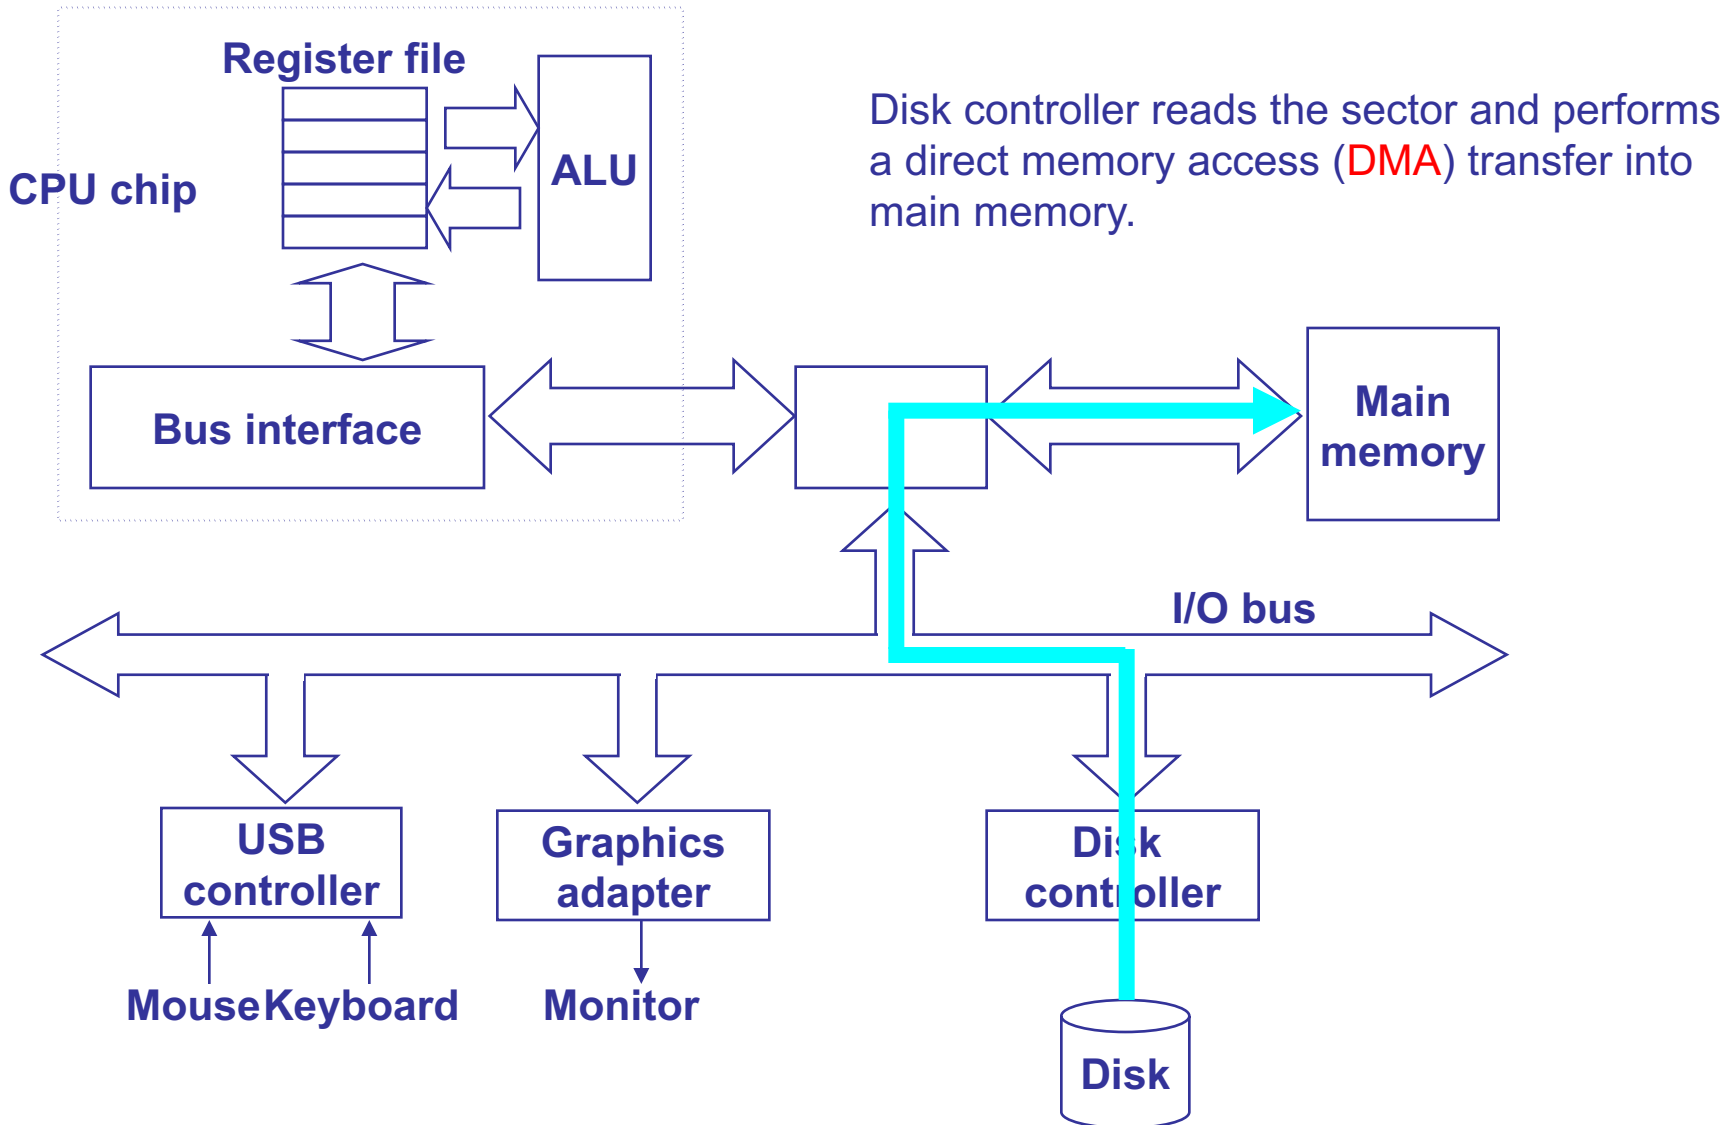 Register file
ALU
CPU chip
Disk controller reads the sector and performs
a direct memory access (DMA) transfer into
main memory.
Bus interface
Main
memory
I/O bus
USB
controller
Graphics
adapter
Disk
controller
Mouse Keyboard
Monitor
Disk